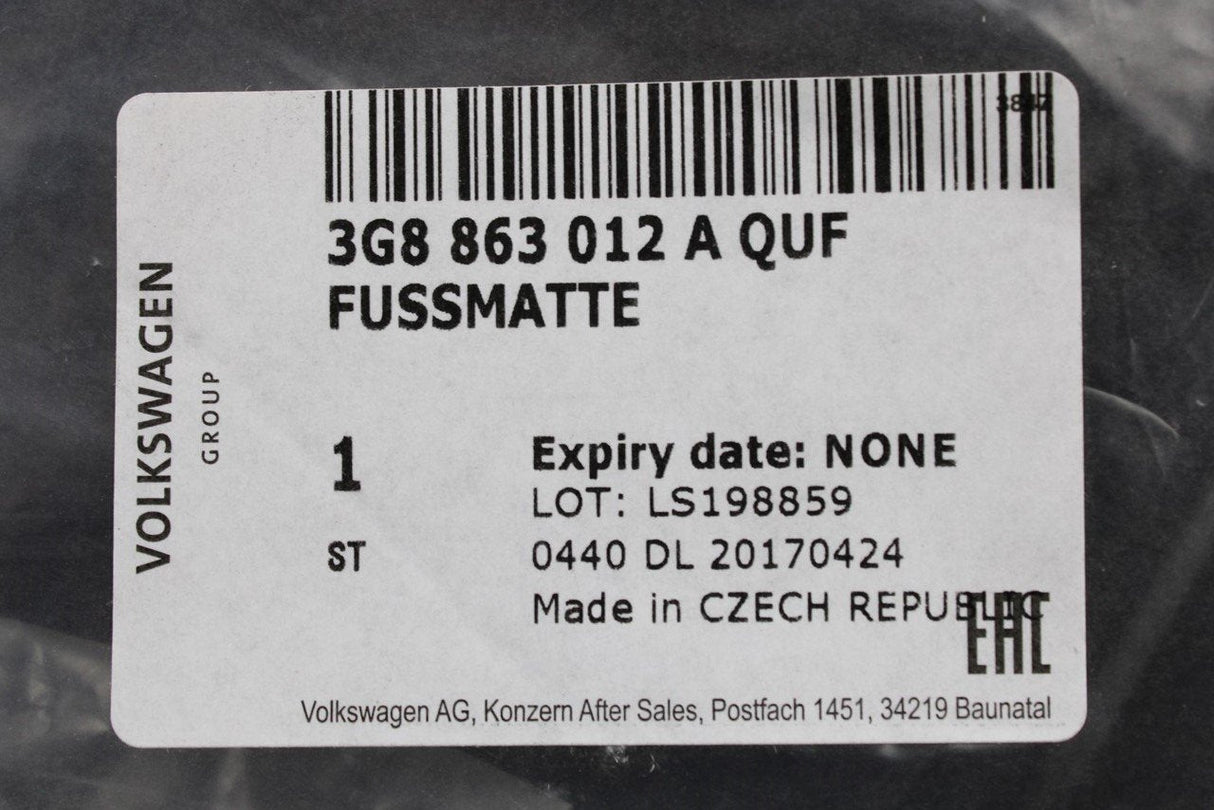 3G8 863 012 A QUF
FUSSMATTE
VOLKSWAGEN
GROUP
1
ST
Expiry date: NONE
LOT: LS198859
0440 DL 20170424
Made in CZECH REPUBLIC
EAC
Volkswagen AG, Konzern After Sales, Postfach 1451, 34219 Baunatal